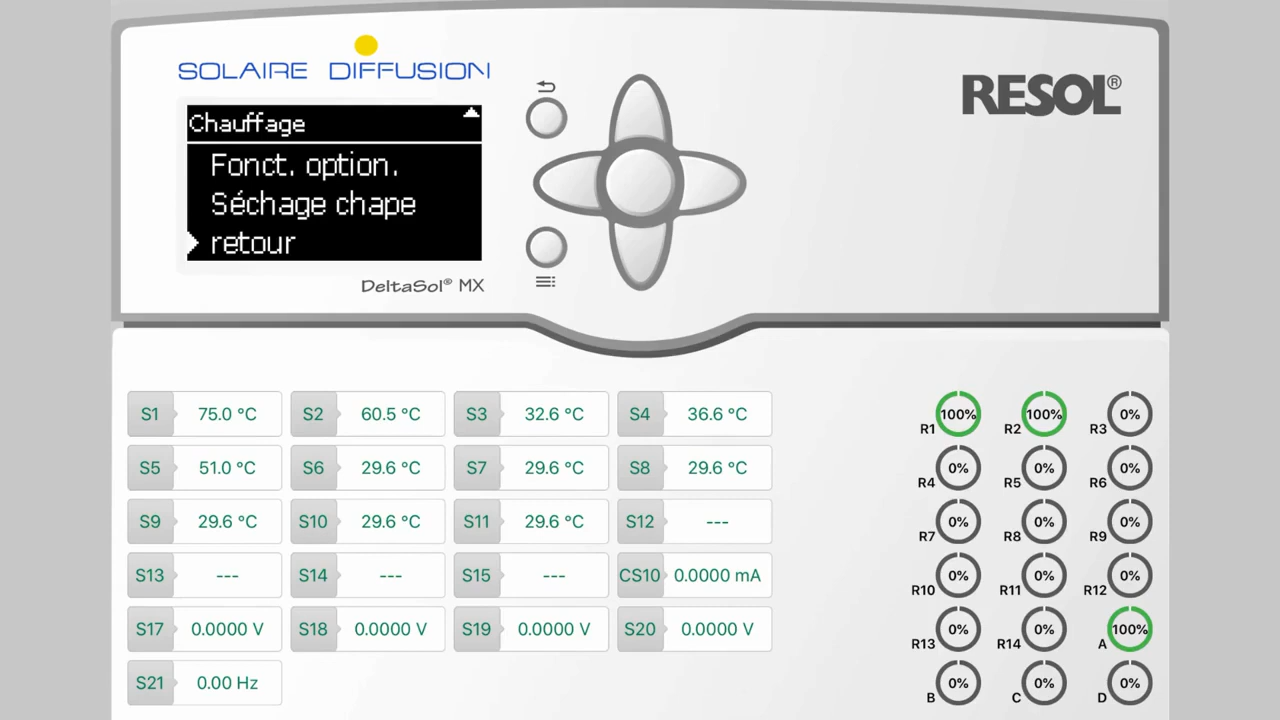 SOLAIRE DIFFUSION
RESOL®
Chauffage
Fonct. option.
Séchage chape
retour
DeltaSol® MX
S1 75.0 °C S2 60.5 °C S3 32.6 °C S4 36.6 °C
R1 100% R2 100% R3 0%
S5 51.0 °C S6 29.6 °C S7 29.6 °C S8 29.6 °C
R4 0% R5 0% R6 0%
S9 29.6 °C S10 29.6 °C S11 29.6 °C S12 ---
R7 0% R8 0% R9 0%
S13 --- S14 --- S15 --- CS10 0.0000 mA
R10 0% R11 0% R12 0%
S17 0.0000 V S18 0.0000 V S19 0.0000 V S20 0.0000 V
R13 0% R14 0% A 100%
S21 0.00 Hz
B 0% C 0% D 0%